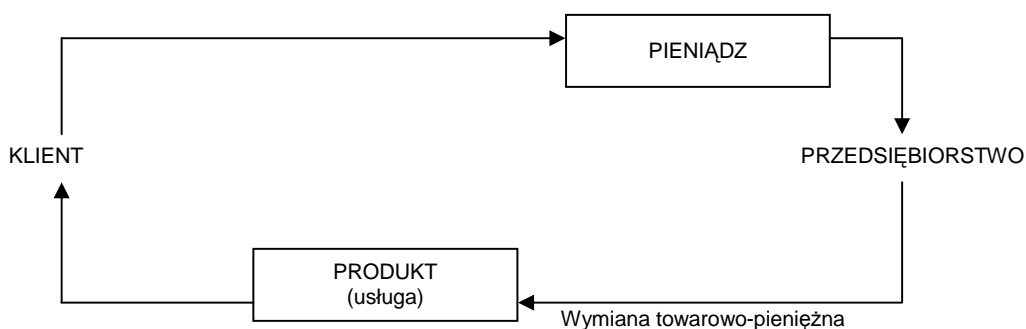 PIENIĄDZ
KLIENT
PRZEDSIĘBIORSTWO
PRODUKT
(usługa)
Wymiana towarowo-pieniężna